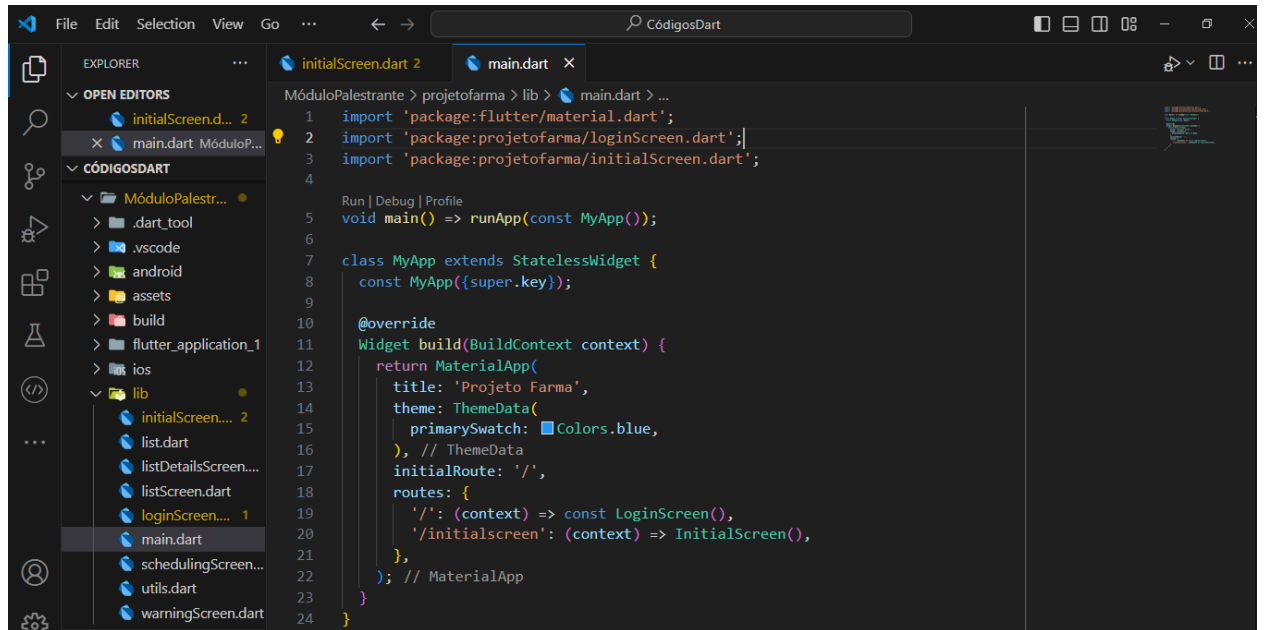 File Edit Selection View Go ··· CódigosDart
EXPLORER ···
OPEN EDITORS
initialScreen.d... 2
main.dart MóduloP...
CÓDIGOSDART
MóduloPalestr...
.dart_tool
.vscode
android
assets
build
flutter_application_1
ios
lib
initialScreen.... 2
list.dart
listDetailsScreen....
listScreen.dart
loginScreen.... 1
main.dart
schedulingScreen...
utils.dart
warningScreen.dart
initialScreen.dart 2 main.dart
MóduloPalestrante > projetofarma > lib > main.dart > ...
1 import 'package:flutter/material.dart';
2 import 'package:projetofarma/loginScreen.dart';
3 import 'package:projetofarma/initialScreen.dart';
4
Run | Debug | Profile
5 void main() => runApp(const MyApp());
6
7 class MyApp extends StatelessWidget {
8 const MyApp({super.key});
9
10 @override
11 Widget build(BuildContext context) {
12 return MaterialApp(
13 title: 'Projeto Farma',
14 theme: ThemeData(
15 primarySwatch: Colors.blue,
16 ), // ThemeData
17 initialRoute: '/',
18 routes: {
19 '/': (context) => const LoginScreen(),
20 '/initialscreen': (context) => InitialScreen(),
21 },
22 ); // MaterialApp
23 }
24 }